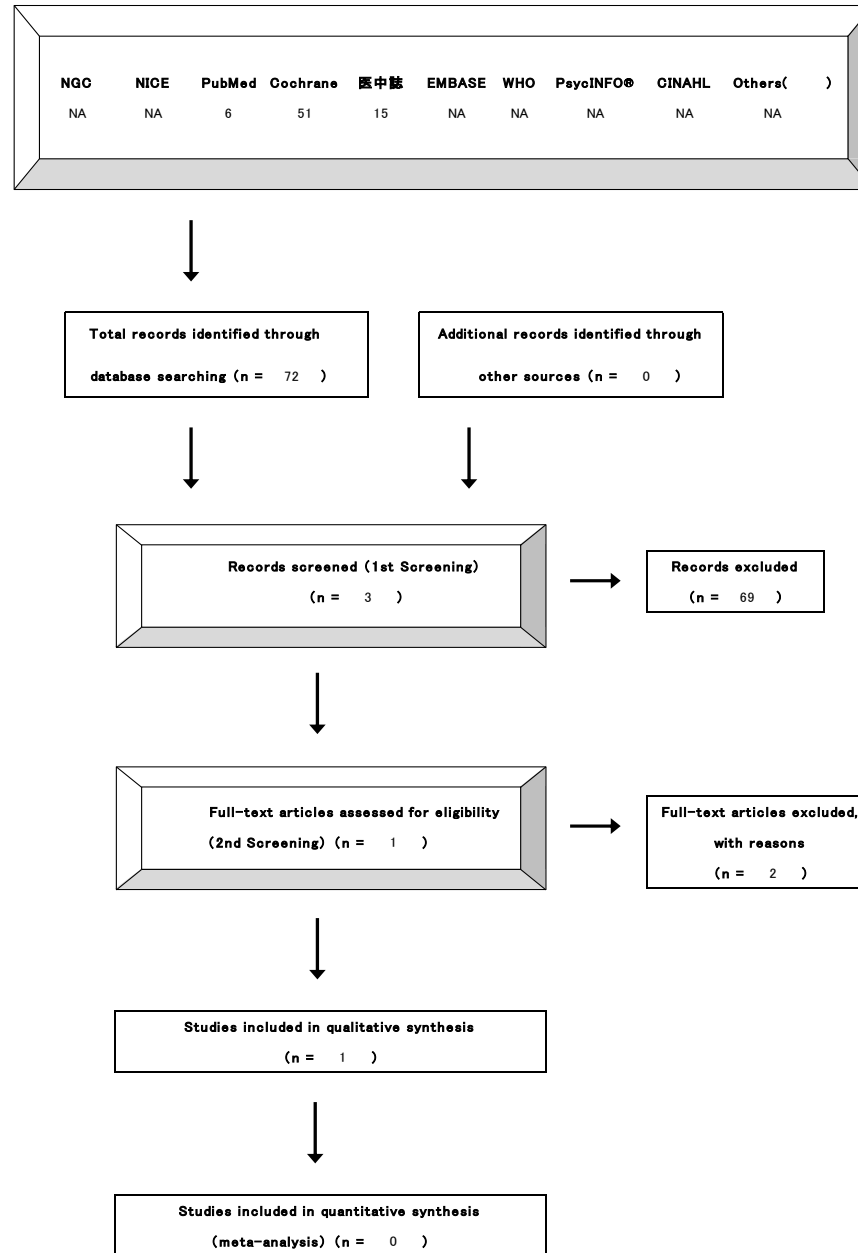 NGC NICE PubMed Cochrane 医中誌 EMBASE WHO PsycINFO® CINAHL Others( )
NA NA 6 51 15 NA NA NA NA NA
Total records identified through
database searching (n = 72 )
Additional records identified through
other sources (n = 0 )
Records screened (1st Screening)
(n = 3 )
Records excluded
(n = 69 )
Full-text articles assessed for eligibility
(2nd Screening) (n = 1 )
Full-text articles excluded,
with reasons
(n = 2 )
Studies included in qualitative synthesis
(n = 1 )
Studies included in quantitative synthesis
(meta-analysis) (n = 0 )